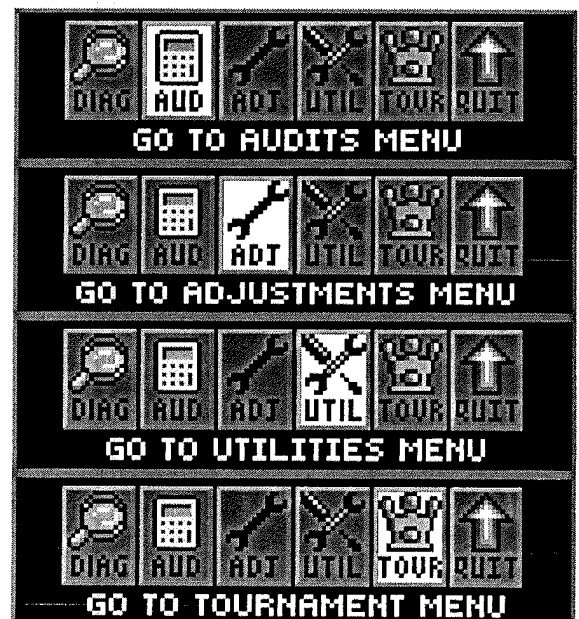 DIAG AUD ADJ UTIL TOUR QUIT
GO TO AUDITS MENU
DIAG AUD ADJ UTIL TOUR QUIT
GO TO ADJUSTMENTS MENU
DIAG AUD ADJ UTIL TOUR QUIT
GO TO UTILITIES MENU
DIAG AUD ADJ UTIL TOUR QUIT
GO TO TOURNAMENT MENU